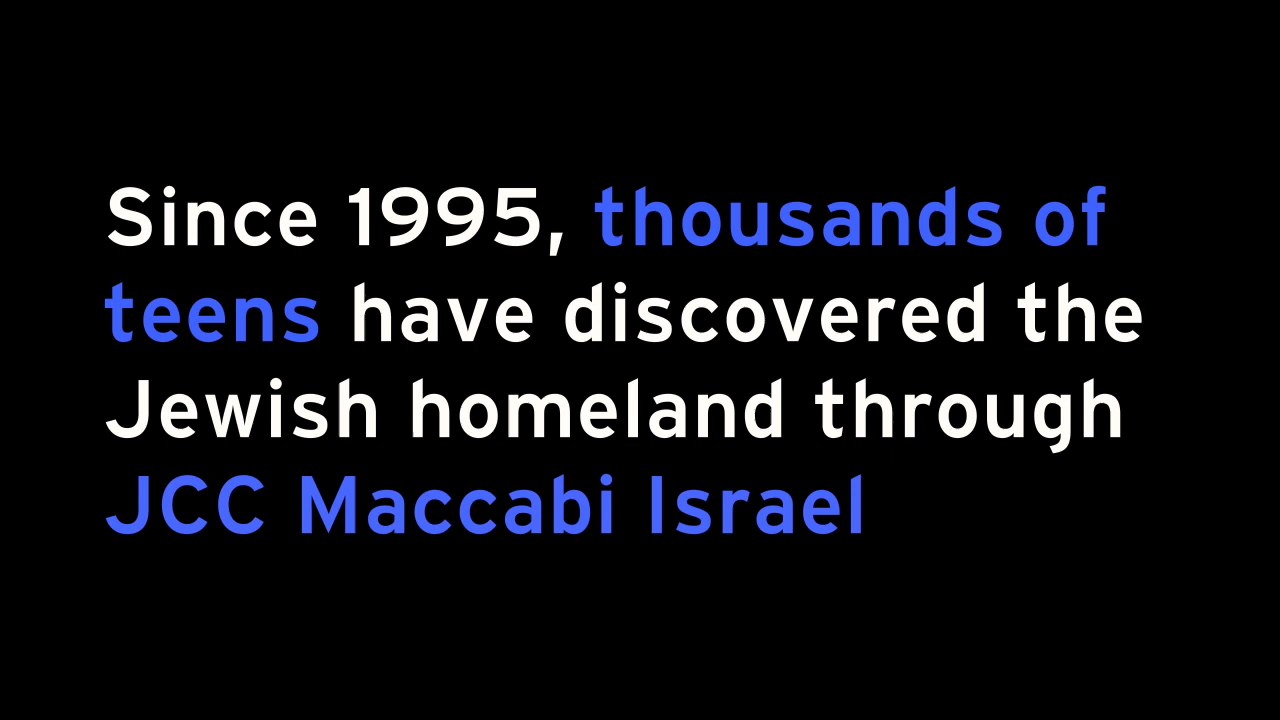 Since 1995, thousands of
teens have discovered the
Jewish homeland through
JCC Maccabi Israel